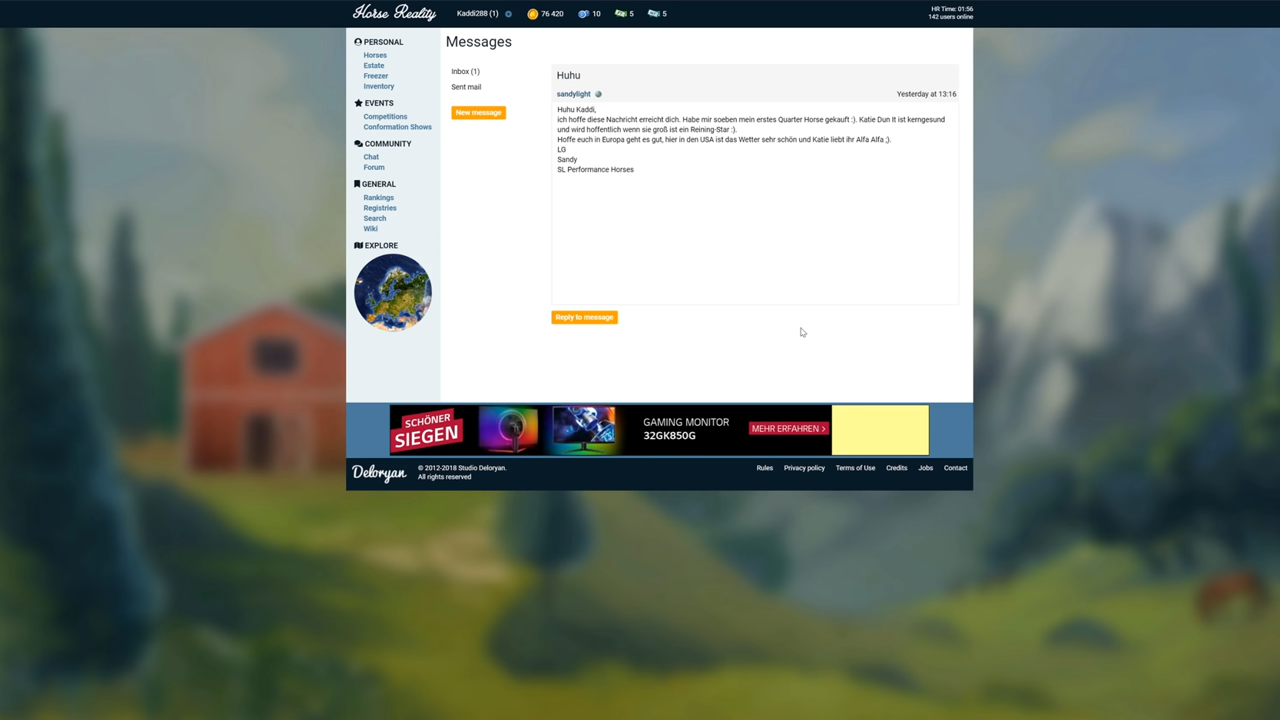 Horse Reality
Kaddi288 (1)
76 420
10
5
5
HR Time: 01:56
142 users online
PERSONAL
Horses
Estate
Freezer
Inventory
EVENTS
Competitions
Conformation Shows
COMMUNITY
Chat
Forum
GENERAL
Rankings
Registries
Search
Wiki
EXPLORE
Messages
Inbox (1)
Sent mail
New message
Huhu
sandylight
Yesterday at 13:16
Huhu Kaddi,
ich hoffe diese Nachricht erreicht dich. Habe mir soeben mein erstes Quarter Horse gekauft :). Katie Dun It ist kerngesund
und wird hoffentlich wenn sie groß ist ein Reining-Star :).
Hoffe euch in Europa geht es gut, hier in den USA ist das Wetter sehr schön und Katie liebt ihr Alfa Alfa ;).
LG
Sandy
SL Performance Horses
Reply to message
SCHÖNER
SIEGEN
GAMING MONITOR
32GK850G
MEHR ERFAHREN >
Deloryan
© 2012-2018 Studio Deloryan.
All rights reserved
Rules
Privacy policy
Terms of Use
Credits
Jobs
Contact